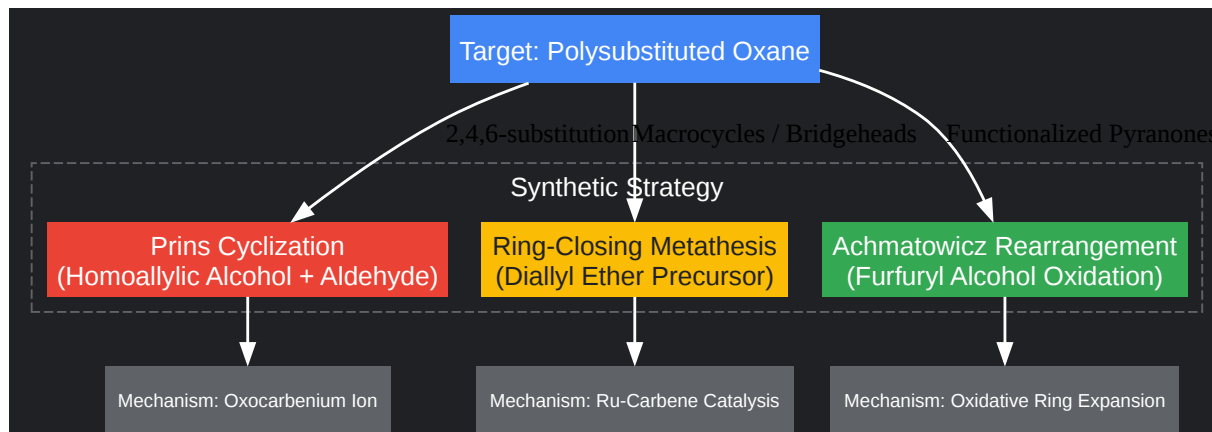 Target: Polysubstituted Oxane
2,4,6-substitution
Macrocycles / Bridgeheads
Functionalized Pyranones
Synthetic Strategy
Prins Cyclization
(Homoallylic Alcohol + Aldehyde)
Ring-Closing Metathesis
(Diallyl Ether Precursor)
Achmatowicz Rearrangement
(Furfuryl Alcohol Oxidation)
Mechanism: Oxocarbenium Ion
Mechanism: Ru-Carbene Catalysis
Mechanism: Oxidative Ring Expansion